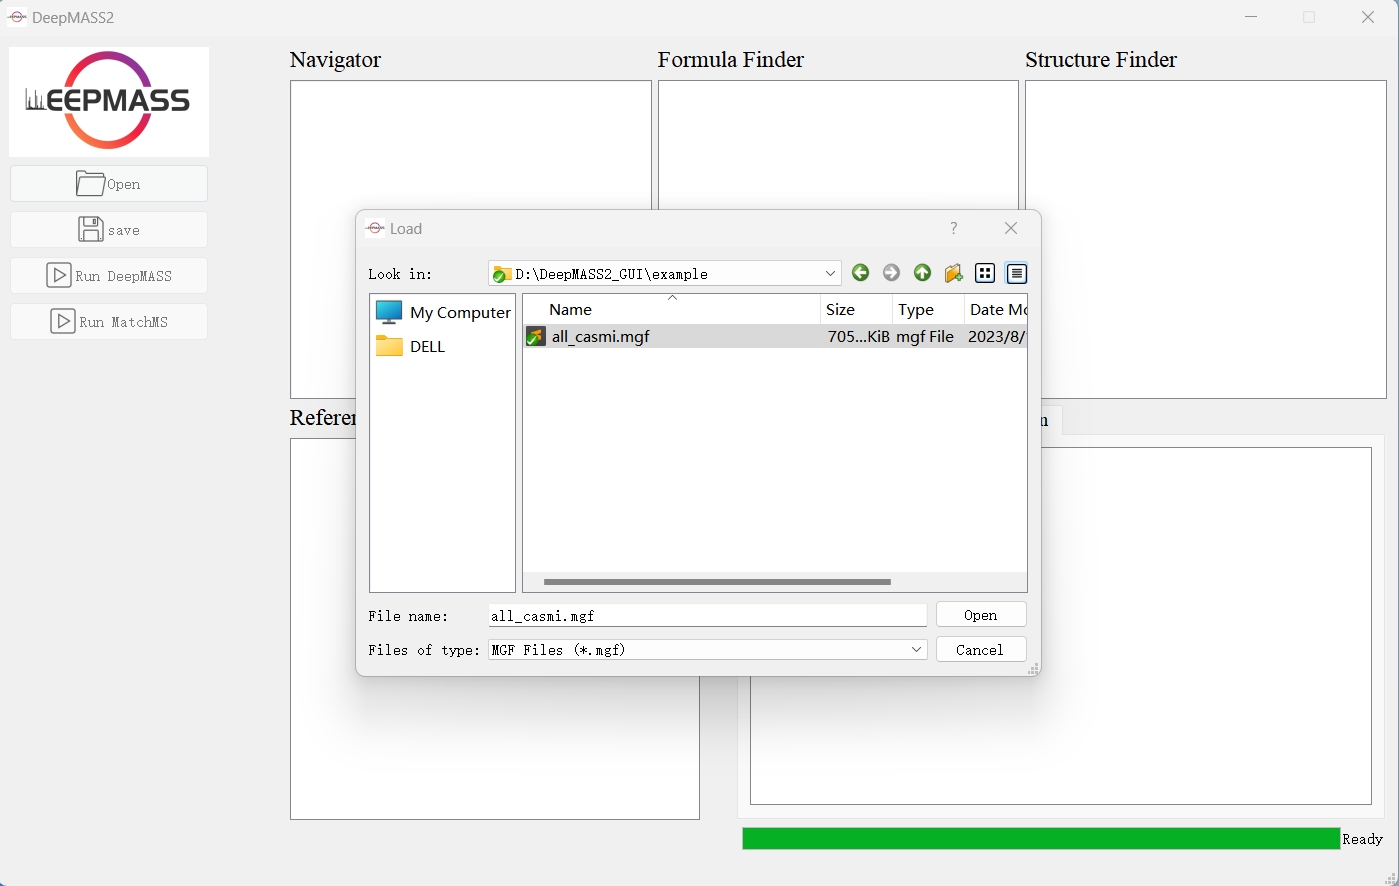 DeepMASS2
EEPMASS
Open
save
Run DeepMASS
Run MatchMS
Navigator
Formula Finder
Structure Finder
Load
?
Look in:
D:\DeepMASS2_GUI\example
My Computer
DELL
Name
Size
Type
Date Mo
all_casmi.mgf
705...KiB
mgf File
2023/8/
File name:
all_casmi.mgf
Open
Files of type:
MGF Files (*.mgf)
Cancel
Referen
n
Ready